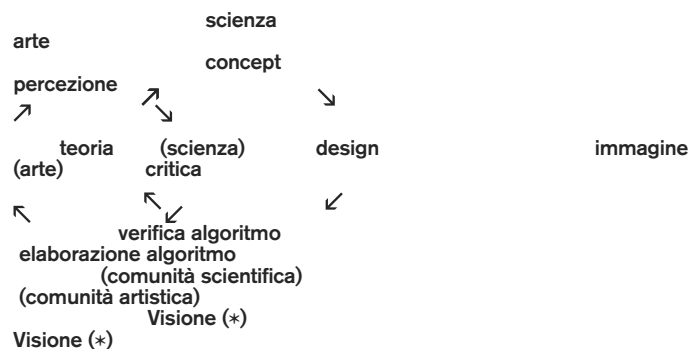 scienza
arte
concept
percezione
↗ ↗ ↘
↗ ↘
teoria (scienza) design immagine
(arte) critica
↖ ↙
↖ ↙
verifica algoritmo
elaborazione algoritmo
(comunità scientifica)
(comunità artistica)
Visione (*)
Visione (*)